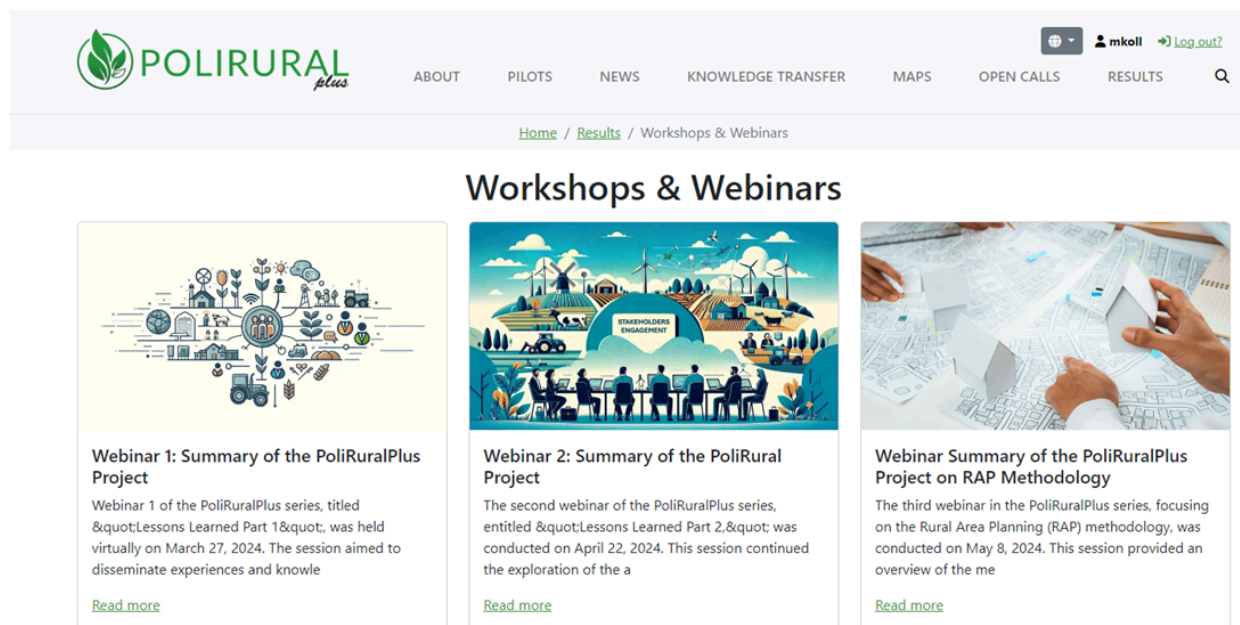 POLIRURAL
plus
mkoll
Log out?
ABOUT
PILOTS
NEWS
KNOWLEDGE TRANSFER
MAPS
OPEN CALLS
RESULTS
Home / Results / Workshops & Webinars
Workshops & Webinars
STAKEHOLDERS
ENGAGEMENT
Webinar 1: Summary of the PoliRuralPlus
Project
Webinar 1 of the PoliRuralPlus series, titled
&quot;Lessons Learned Part 1&quot;, was held
virtually on March 27, 2024. The session aimed to
disseminate experiences and knowle
Read more
Webinar 2: Summary of the PoliRural
Project
The second webinar of the PoliRuralPlus series,
entitled &quot;Lessons Learned Part 2,&quot; was
conducted on April 22, 2024. This session continued
the exploration of the a
Read more
Webinar Summary of the PoliRuralPlus
Project on RAP Methodology
The third webinar in the PoliRuralPlus series, focusing
on the Rural Area Planning (RAP) methodology, was
conducted on May 8, 2024. This session provided an
overview of the me
Read more